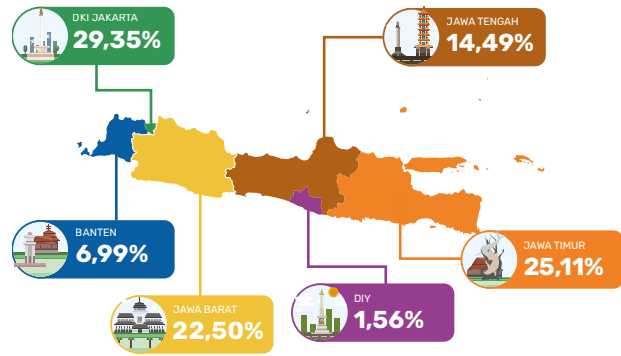 DKI JAKARTA
29,35%
JAWA TENGAH
14,49%
BANTEN
6,99%
JAWA TIMUR
25,11%
JAWA BARAT
22,50%
DIY
1,56%